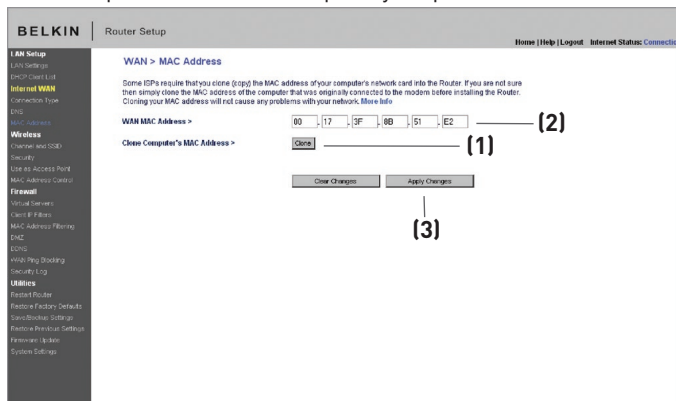 BELKIN
Router Setup
Home | Help | Logout Internet Status: Connectio
LAN Setup
LAN Settings
DHCP Client List
Internet WAN
Connection Type
DNS
MAC Address
Wireless
Channel and SSID
Security
Use as Access Point
MAC Address Control
Firewall
Virtual Servers
Client IP Filters
MAC Address Filtering
DMZ
DDNS
WAN Ping Blocking
Security Log
Utilities
Restart Router
Restore Factory Defaults
Save/Backup Settings
Restore Previous Settings
Firmware Update
System Settings
WAN > MAC Address
Some ISPs require that you clone (copy) the MAC address of your computer's network card into the Router. If you are not sure
then simply clone the MAC address of the computer that was originally connected to the modem before installing the Router.
Cloning your MAC address will not cause any problems with your network. More Info
WAN MAC Address > 00 . 17 . 3F . 8B . 51 . E2 (2)
Clone Computer's MAC Address > Clone (1)
Clear Changes Apply Changes
(3)